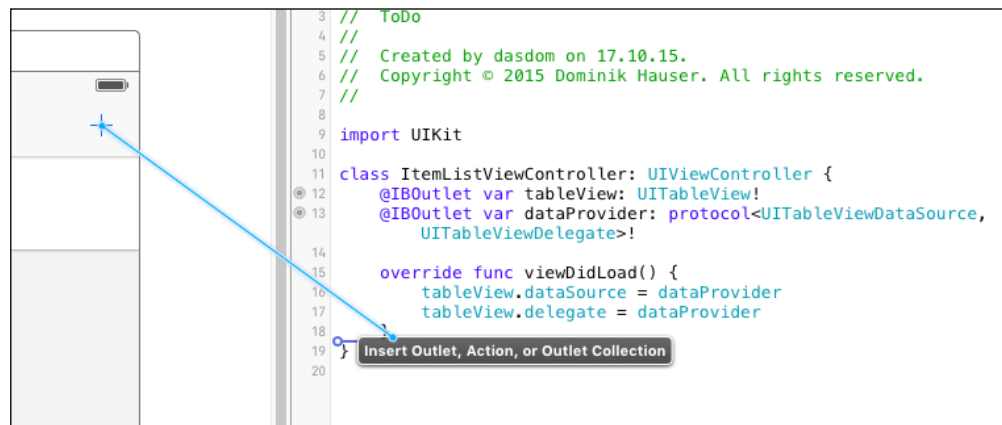 3 // ToDo
4 //
5 // Created by dasdom on 17.10.15.
6 // Copyright © 2015 Dominik Hauser. All rights reserved.
7 //
8
9 import UIKit
10
11 class ItemListViewController: UIViewController {
12 @IBOutlet var tableView: UITableView!
13 @IBOutlet var dataProvider: protocol<UITableViewDataSource,
UITableViewDelegate>!
14
15 override func viewDidLoad() {
16 tableView.dataSource = dataProvider
17 tableView.delegate = dataProvider
18 }
Insert Outlet, Action, or Outlet Collection
19 }
20